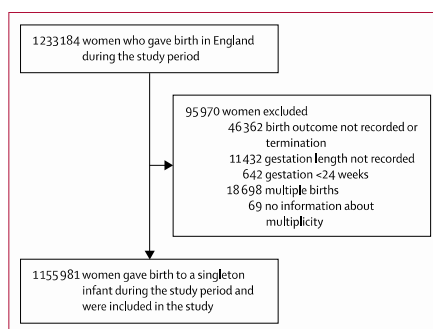 1233184 women who gave birth in England
during the study period
95970 women excluded
46362 birth outcome not recorded or
termination
11432 gestation length not recorded
642 gestation <24 weeks
18698 multiple births
69 no information about
multiplicity
1155981 women gave birth to a singleton
infant during the study period and
were included in the study